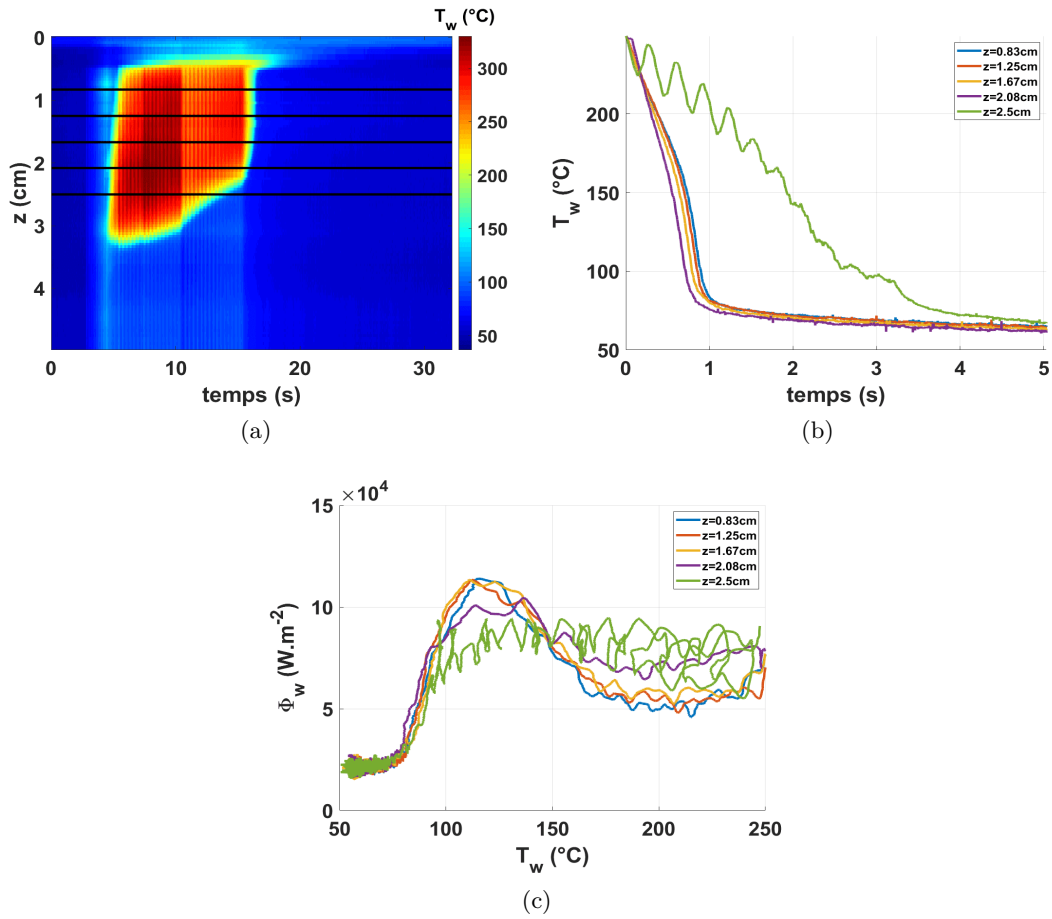 T_w (°C)
0
1
2
3
4
z (cm)
0
10
20
30
temps (s)
300
250
200
150
100
50
(a)
T_w (°C)
200
150
100
50
0
1
2
3
4
5
temps (s)
z=0.83cm
z=1.25cm
z=1.67cm
z=2.08cm
z=2.5cm
(b)
×10^4
15
10
5
0
Φ_w (W.m^-2)
50
100
150
200
250
T_w (°C)
z=0.83cm
z=1.25cm
z=1.67cm
z=2.08cm
z=2.5cm
(c)